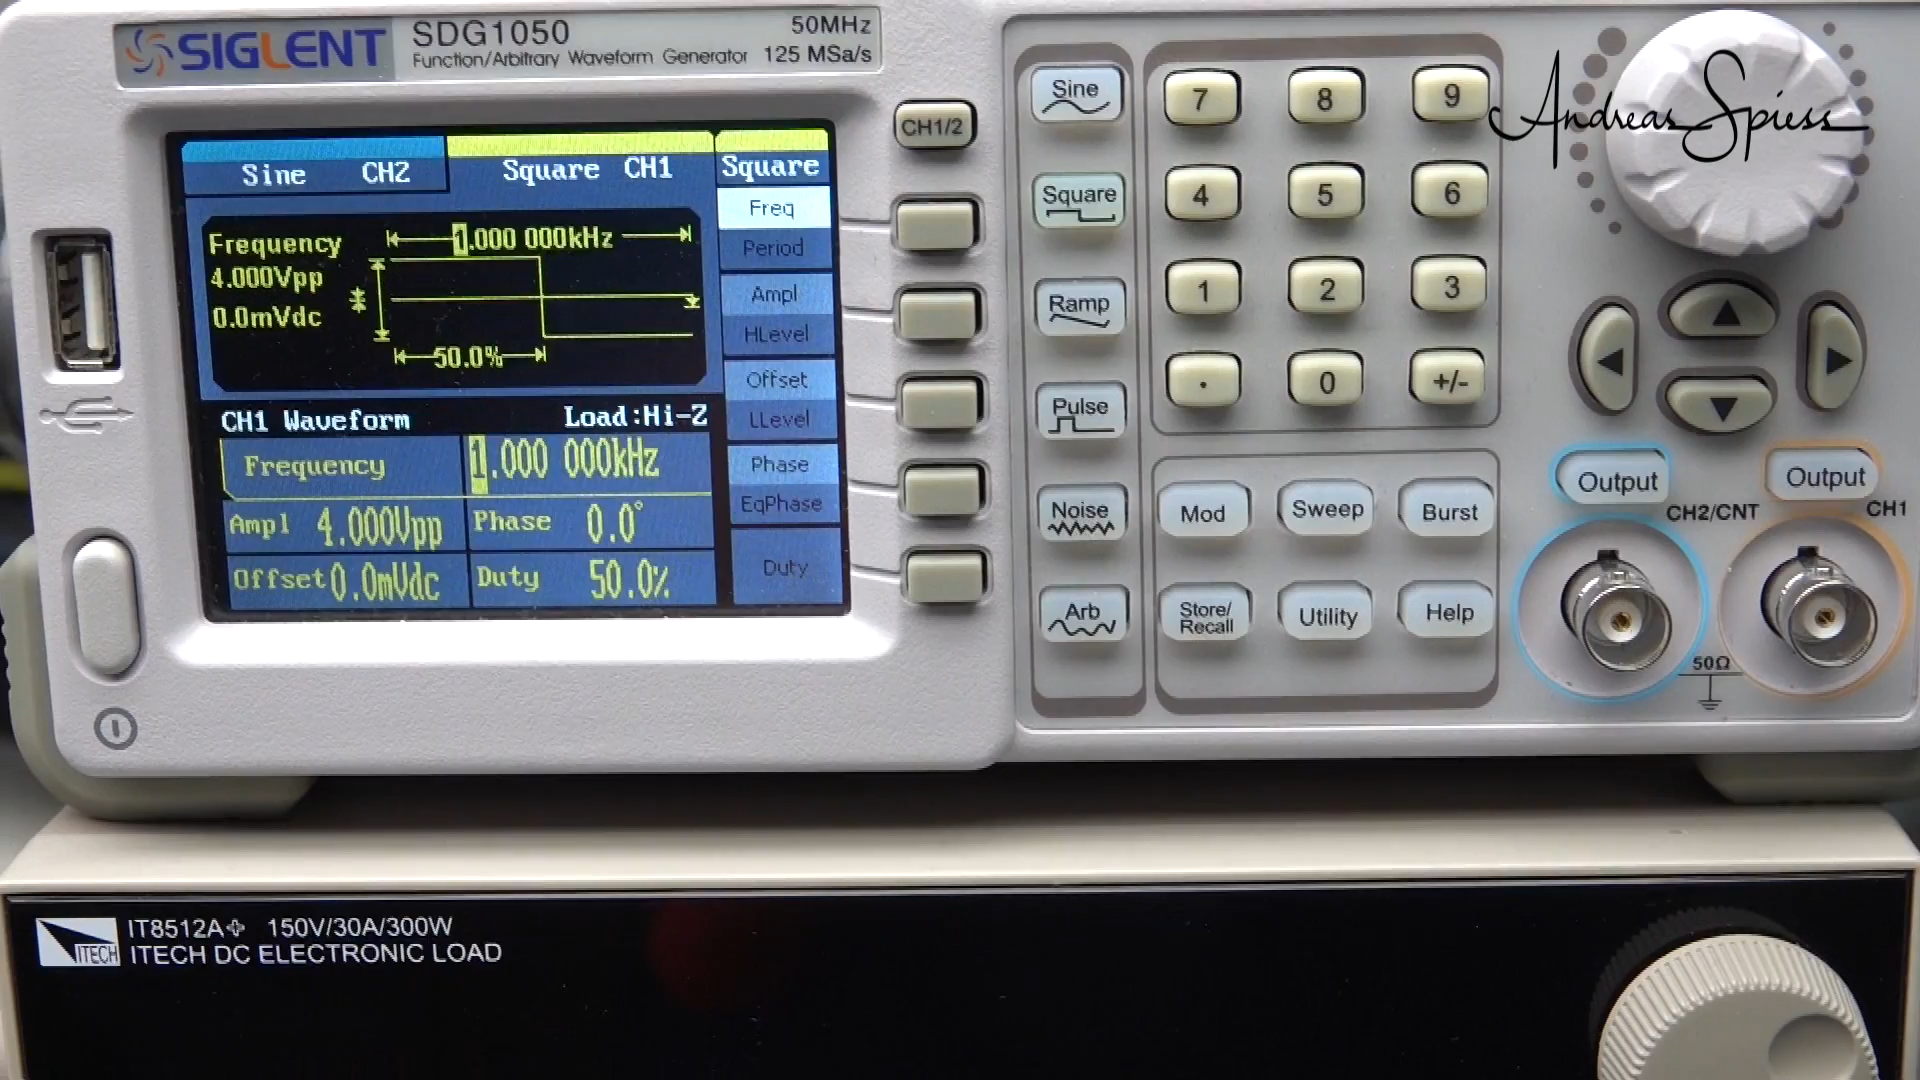 SIGLENT
SDG1050
50MHz
Function/Arbitrary Waveform Generator
125 MSa/s
Sine CH2
Square CH1
Square
Freq
Period
Ampl
HLevel
Offset
LLevel
Phase
EqPhase
Duty
Frequency
1.000 000kHz
4.000Vpp
0.0mVdc
50.0%
CH1 Waveform
Load:Hi-Z
Frequency
1.000 000kHz
Ampl 4.000Vpp
Phase 0.0°
Offset 0.0mVdc
Duty 50.0%
CH1/2
Sine
Square
Ramp
Pulse
Noise
Arb
7 8 9
4 5 6
1 2 3
. 0 +/-
Mod Sweep Burst
Store/
Recall
Utility
Help
Andreas Spiess
Output
Output
CH2/CNT
CH1
50Ω
ITECH
IT8512A+ 150V/30A/300W
ITECH DC ELECTRONIC LOAD